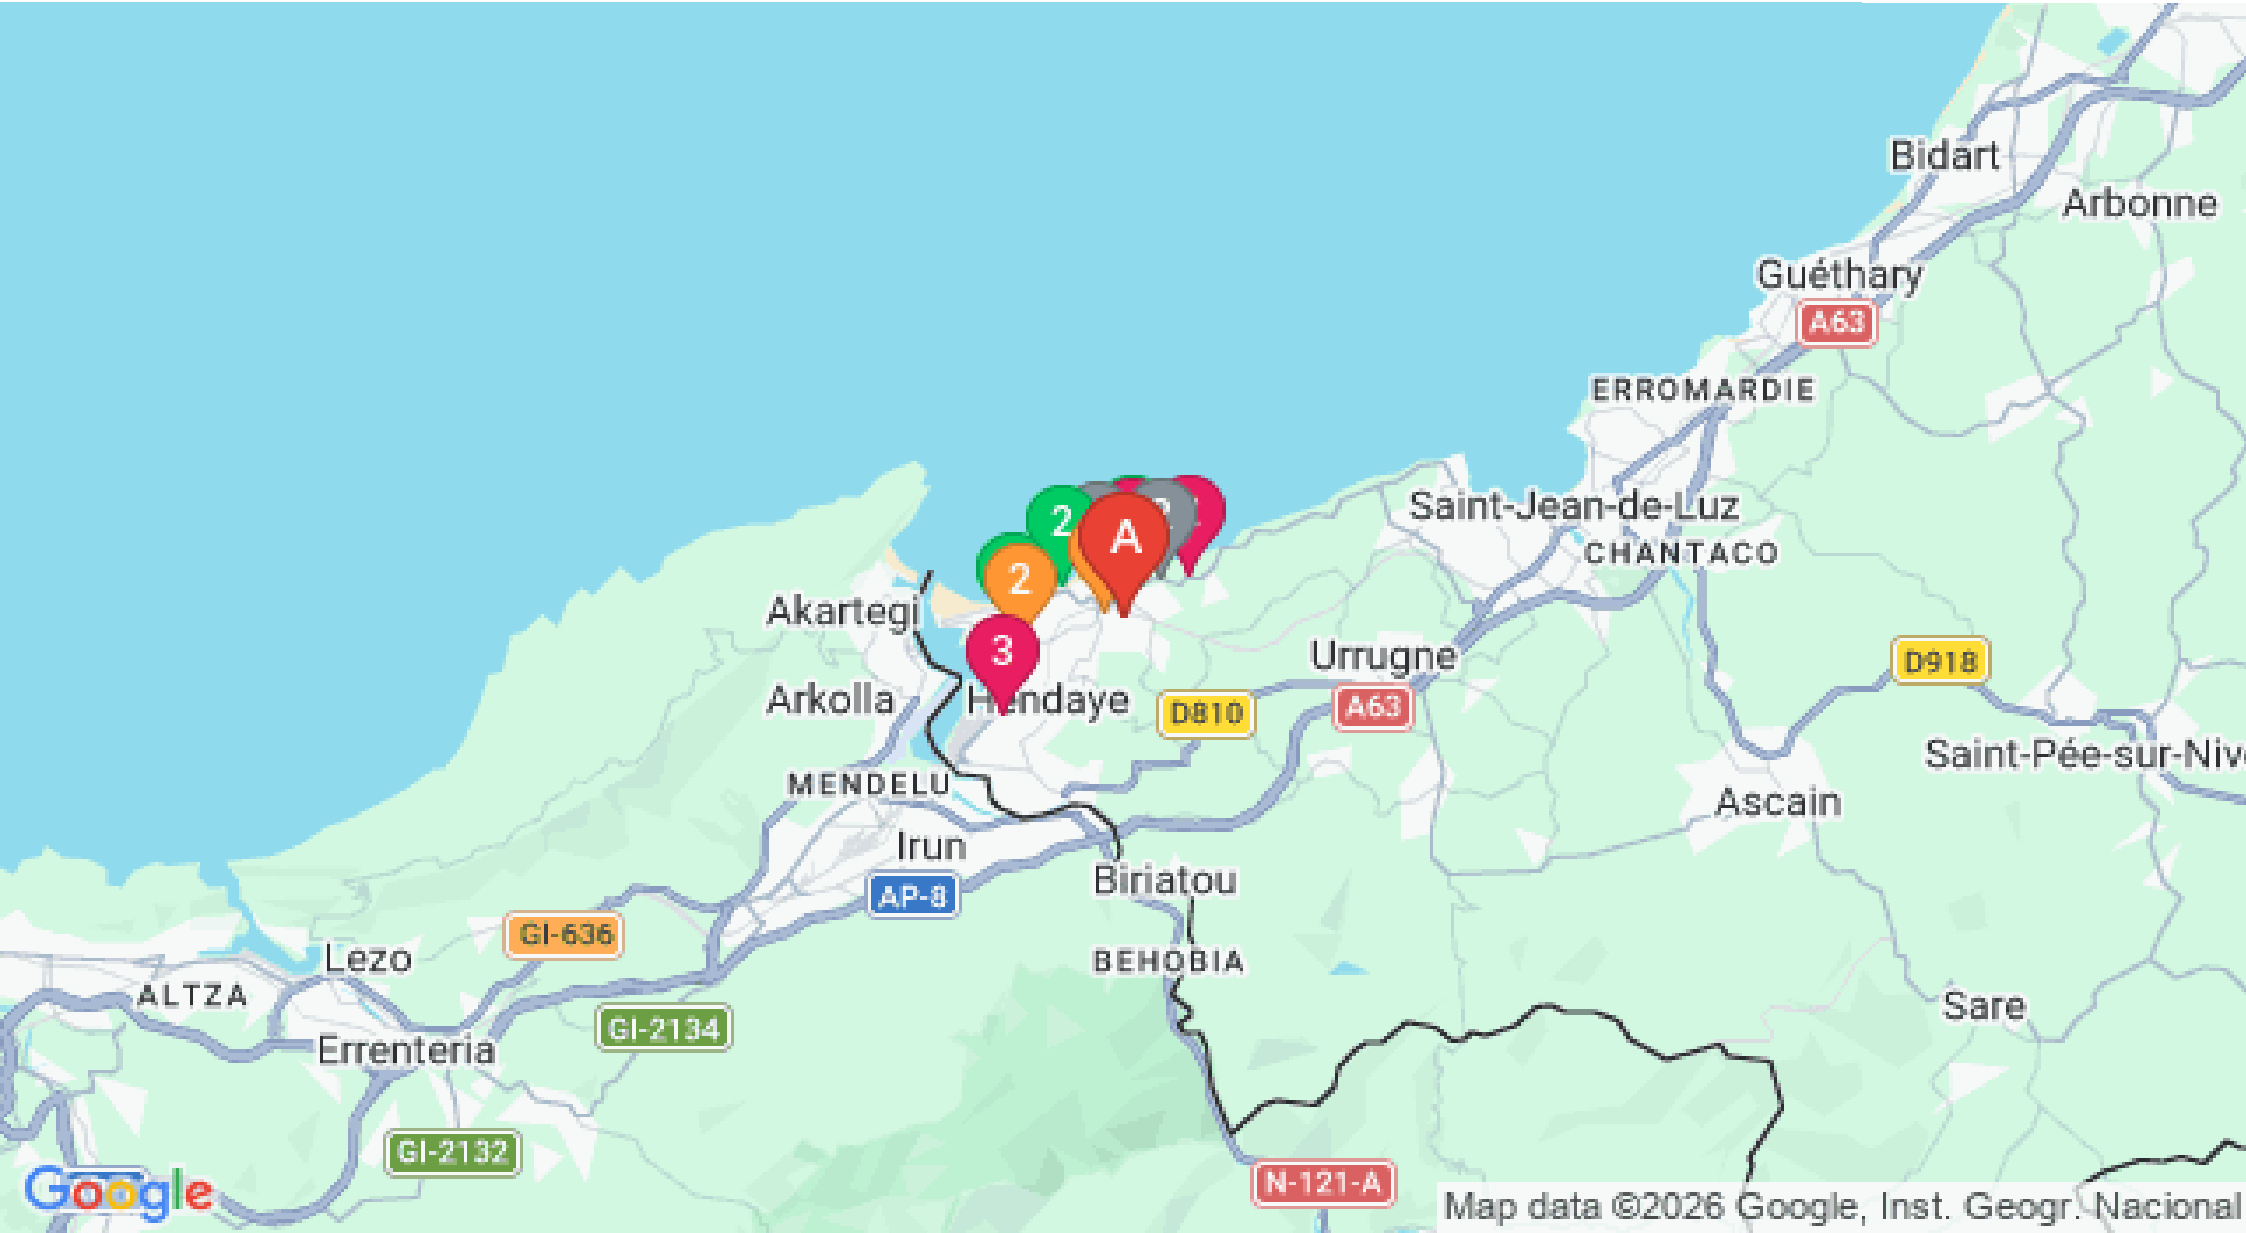 Bidart
Arbonne
Guéthary
A63
ERROMARDIE
Saint-Jean-de-Luz
CHANTACO
2
A
2
Akartegi
3
Urrugne
D918
Arkolla
Hendaye
D810
A63
Saint-Pée-sur-Niv
MENDELU
Ascain
Irun
Biriatou
AP-8
GI-636
Lezo
BEHOBIA
ALTZA
Sare
GI-2134
Errenteria
GI-2132
N-121-A
Google
Map data ©2026 Google, Inst. Geogr. Nacional